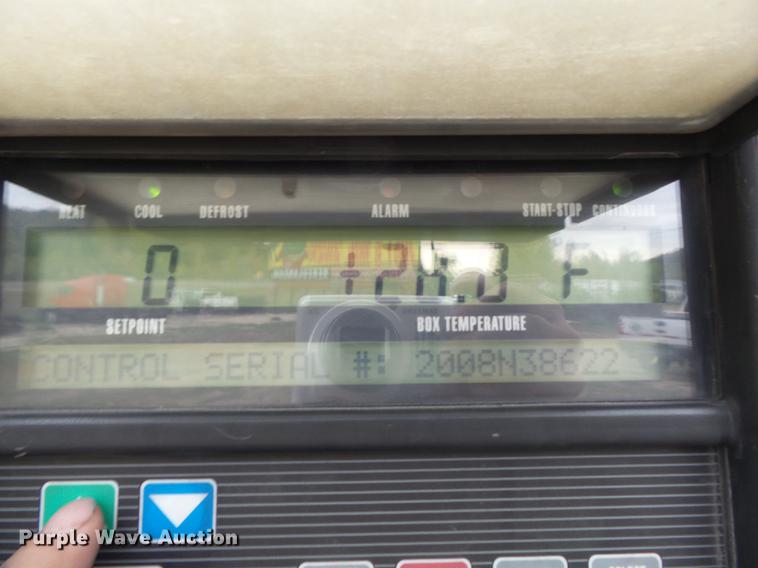 HEAT COOL DEFROST ALARM START-STOP CONTINUOUS
0 F
SETPOINT BOX TEMPERATURE
CONTROL SERIAL #: 2008N38622
Purple Wave Auction